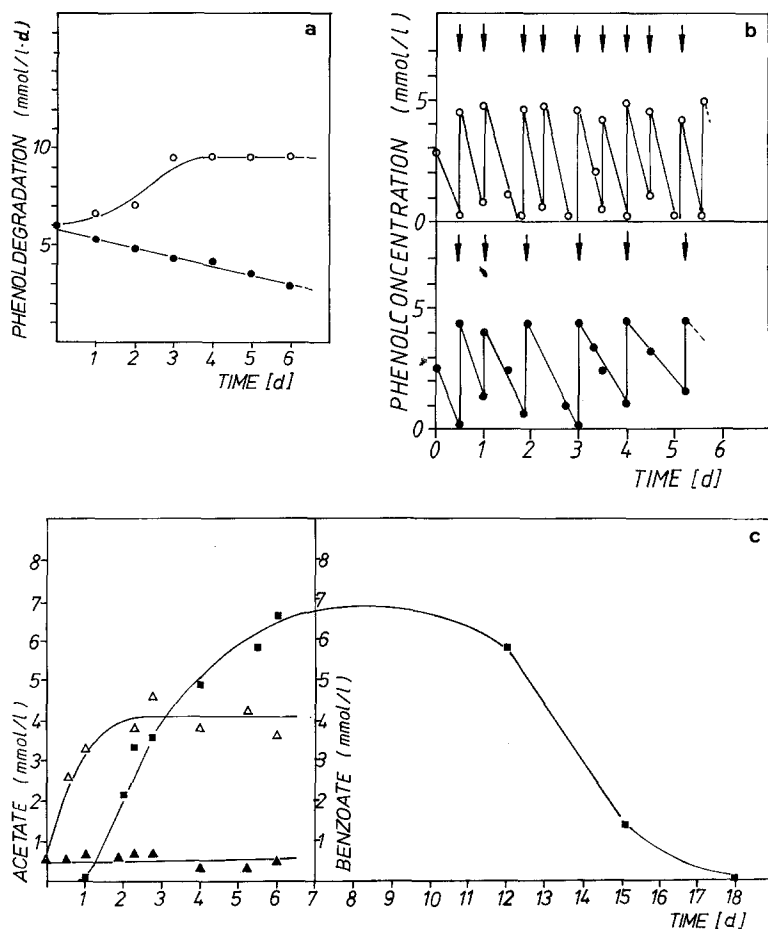 a
PHENOLDEGRADATION (mmol/l·d)
10
5
1 2 3 4 5 6
TIME [d]
b
PHENOLCONCENTRATION (mmol/l)
5
0
5
0
0 1 2 3 4 5 6
TIME [d]
c
ACETATE (mmol/l)
8
7
6
5
4
3
2
1
BENZOATE (mmol/l)
8
7
6
5
4
3
2
1
0 1 2 3 4 5 6 7 8 9 10 11 12 13 14 15 16 17 18
TIME [d]